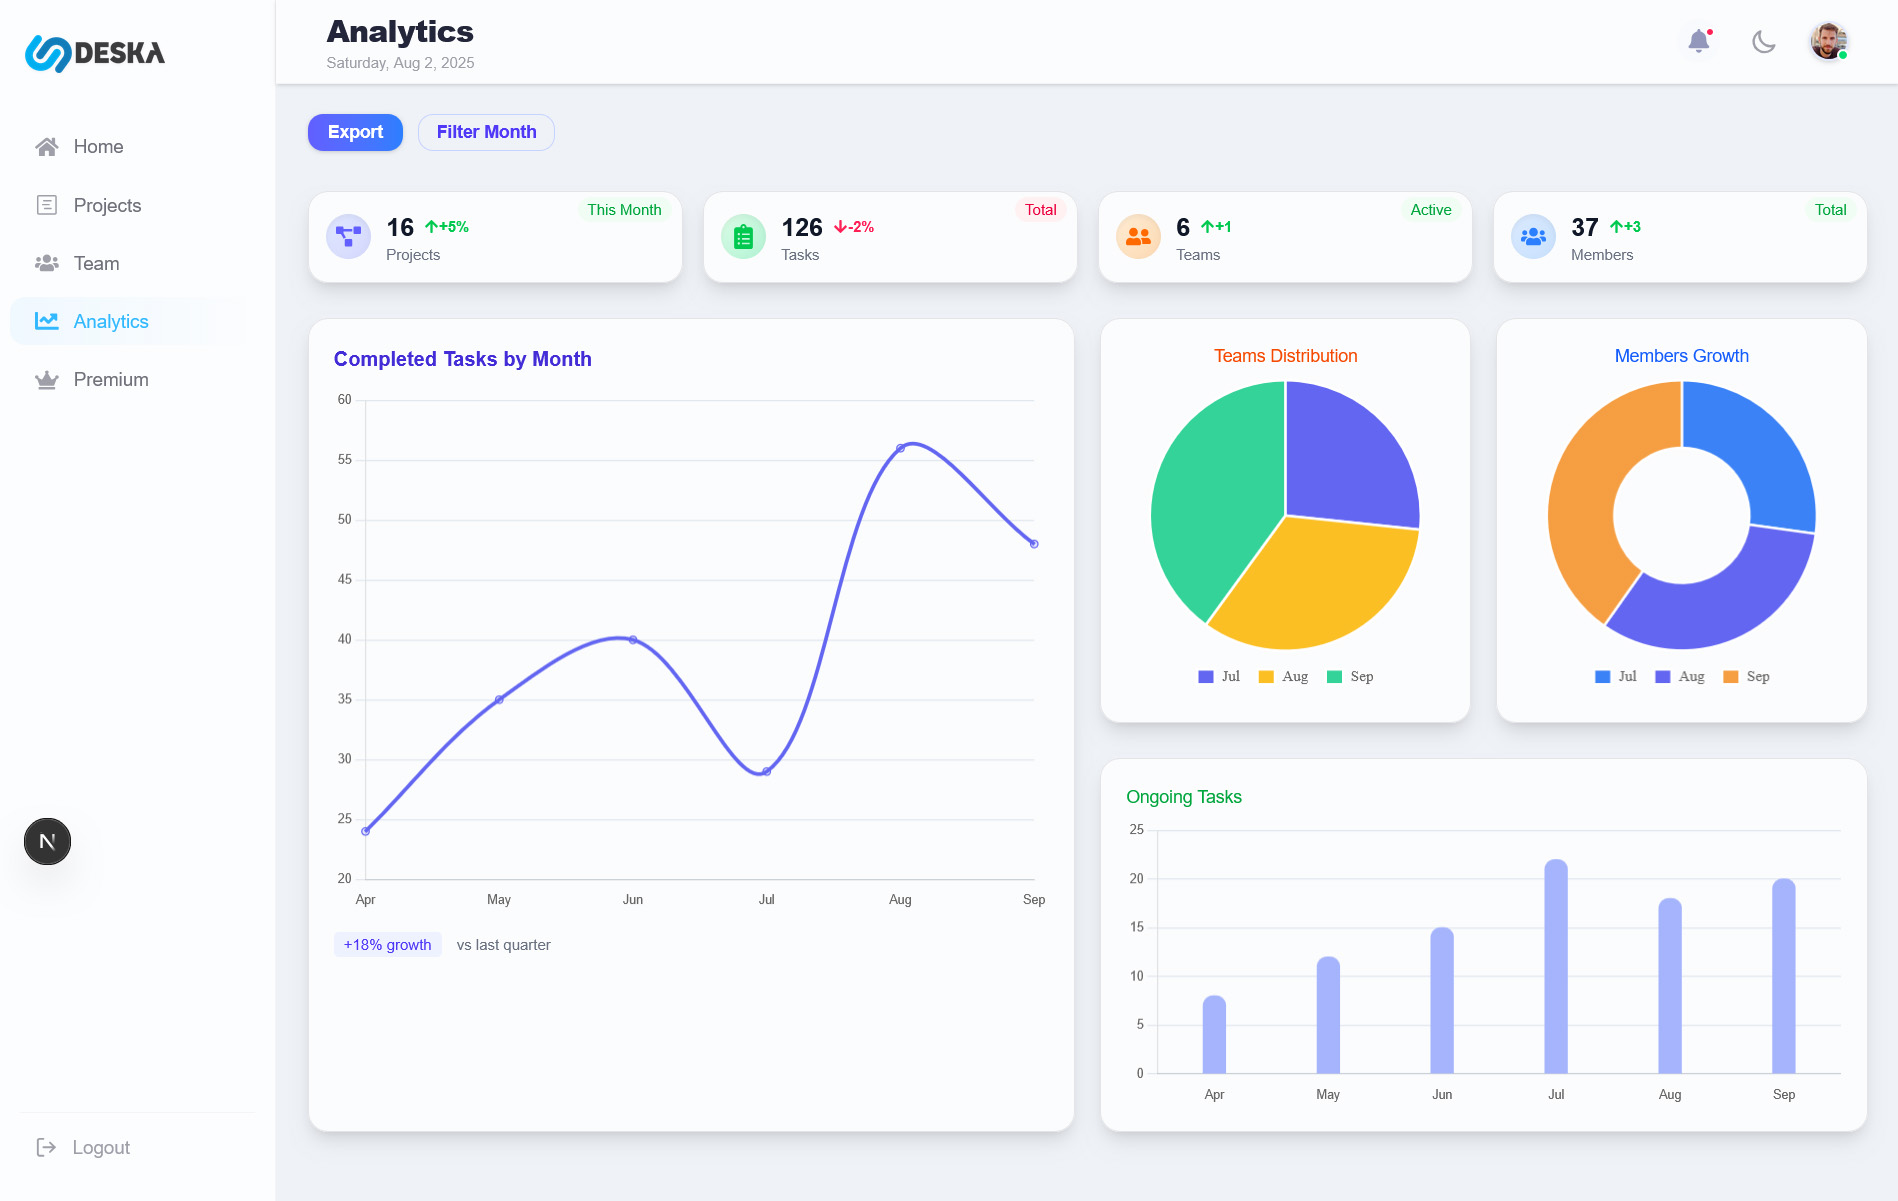 DESKA
Home
Projects
Team
Analytics
Premium
N
Logout
Analytics
Saturday, Aug 2, 2025
Export
Filter Month
This Month
16 +5%
Projects
Total
126 -2%
Tasks
Active
6 +1
Teams
Total
37 +3
Members
Completed Tasks by Month
60
55
50
45
40
35
30
25
20
Apr May Jun Jul Aug Sep
+18% growth vs last quarter
Teams Distribution
Jul Aug Sep
Members Growth
Jul Aug Sep
Ongoing Tasks
25
20
15
10
5
0
Apr May Jun Jul Aug Sep